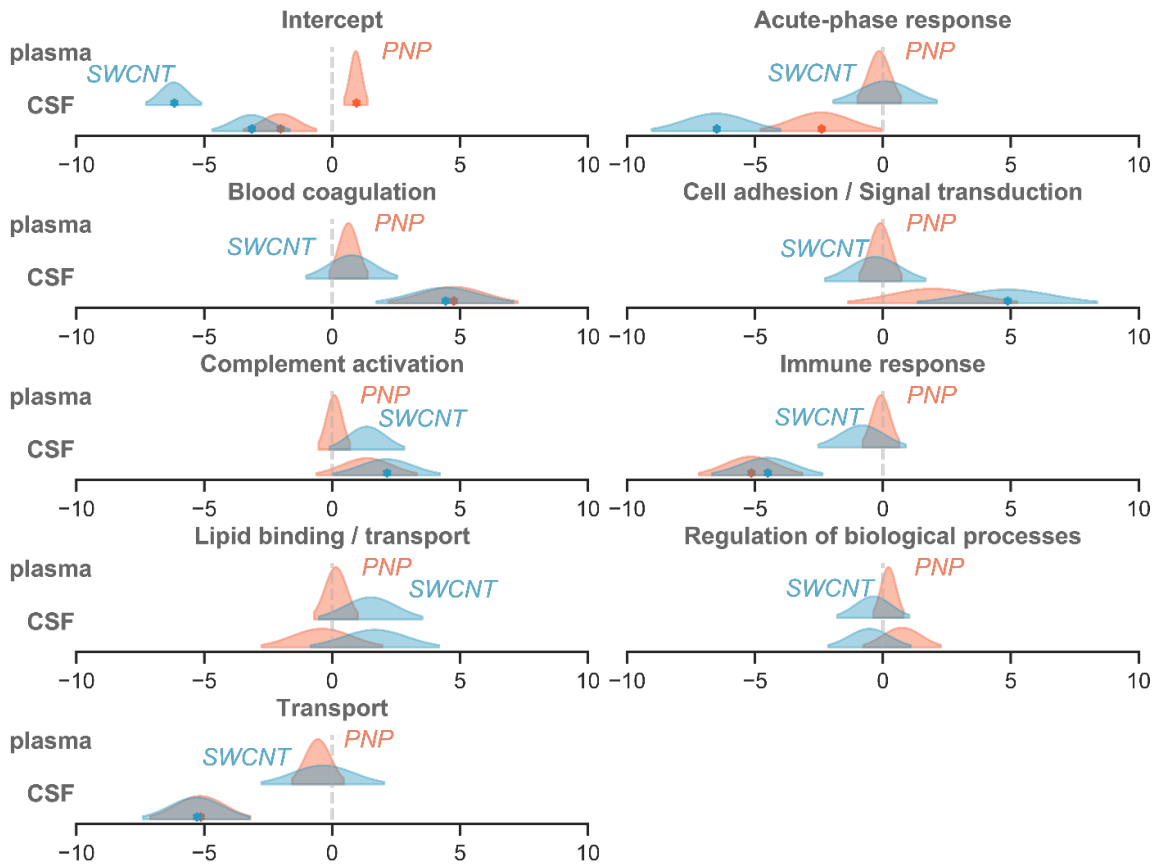 Intercept
plasma
SWCNT
PNP
CSF
−10 −5 0 5 10
Acute-phase response
PNP
SWCNT
−10 −5 0 5 10
Blood coagulation
plasma
PNP
SWCNT
CSF
−10 −5 0 5 10
Cell adhesion / Signal transduction
PNP
SWCNT
−10 −5 0 5 10
Complement activation
plasma
PNP
SWCNT
CSF
−10 −5 0 5 10
Immune response
PNP
SWCNT
−10 −5 0 5 10
Lipid binding / transport
plasma
PNP
SWCNT
CSF
−10 −5 0 5 10
Regulation of biological processes
PNP
SWCNT
−10 −5 0 5 10
Transport
plasma
PNP
SWCNT
CSF
−10 −5 0 5 10